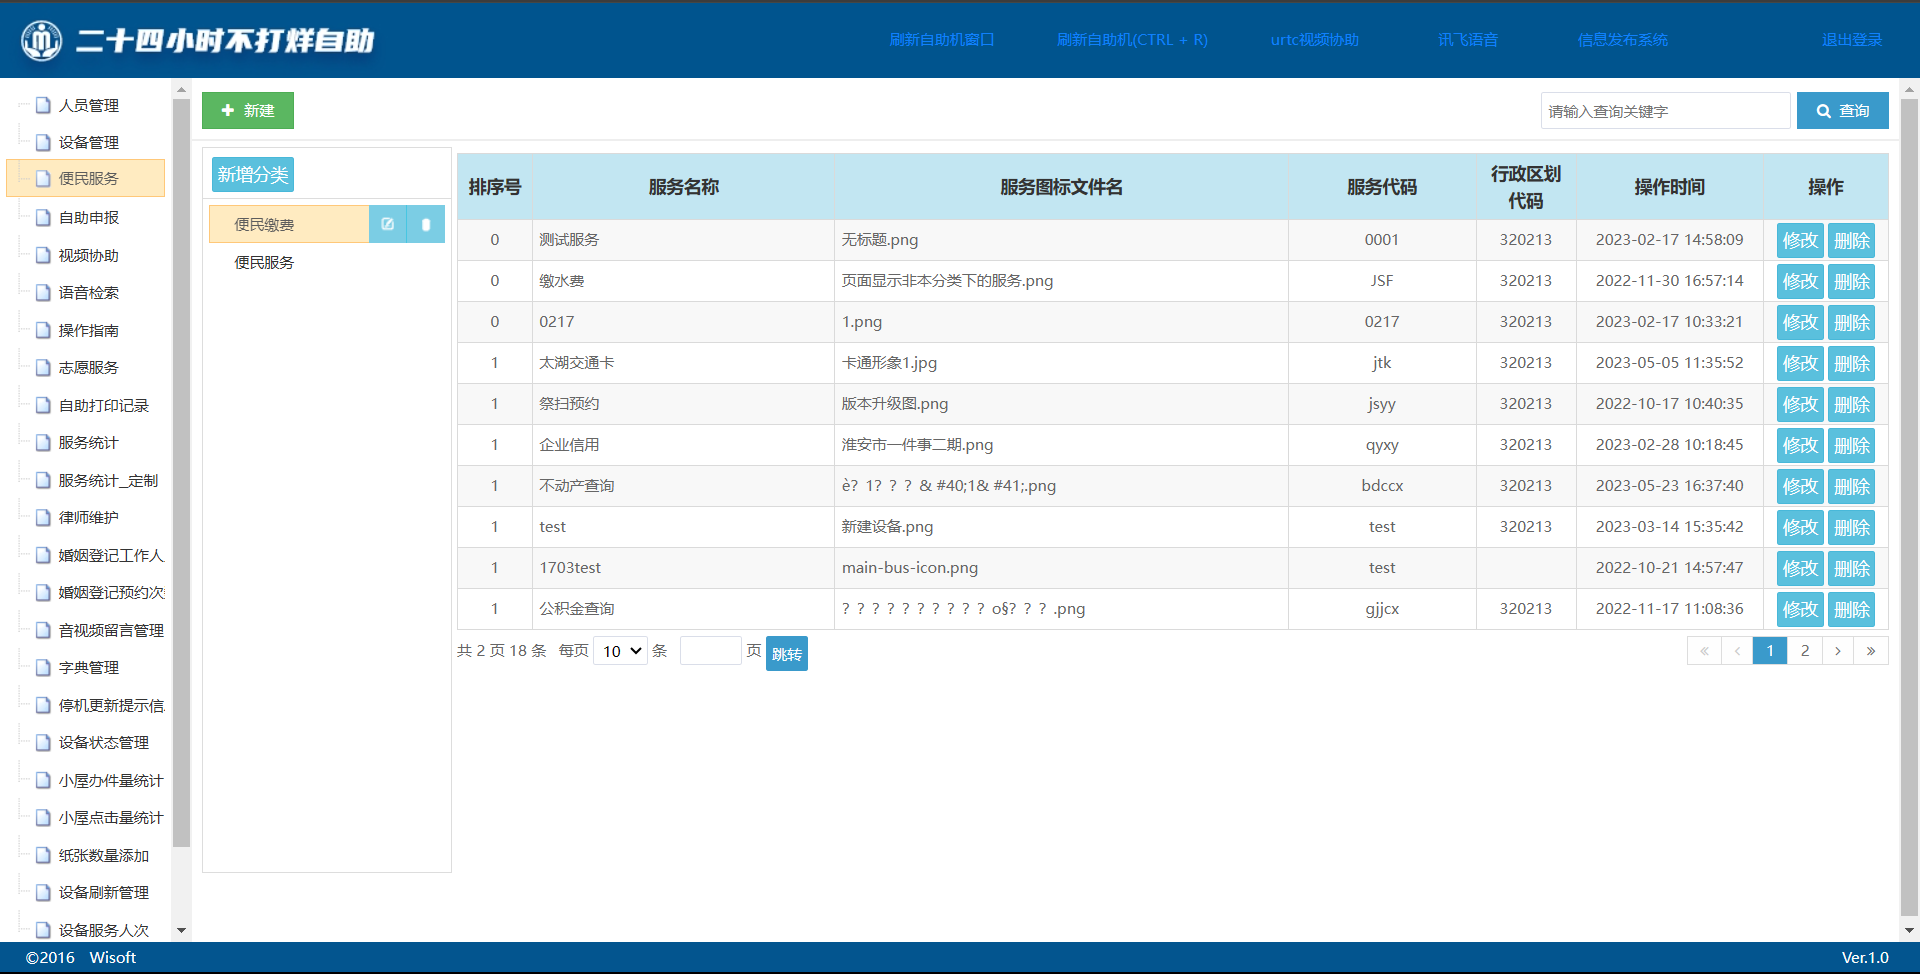 二十四小时不打烊自助
刷新自助机窗囗 刷新自助机(CTRL + R) urtc视频协助 讯飞语音 信息发布系统 退出登录
人员管理
设备管理
便民服务
自助申报
视频协助
语音检索
操作指南
志愿服务
自助打印记录
服务统计
服务统计_定制
律师维护
婚姻登记工作人
婚姻登记预约次
音视频留言管理
字典管理
停机更新提示信
设备状态管理
小屋办件量统计
小屋点击量统计
纸张数量添加
设备刷新管理
设备服务人次
新建
请输入查询关键字 查询
新增分类
便民缴费
便民服务
排序号 服务名称 服务图标文件名 服务代码 行政区划代码 操作时间 操作
0 测试服务 无标题.png 0001 320213 2023-02-17 14:58:09 修改 删除
0 缴水费 页面显示非本分类下的服务.png JSF 320213 2022-11-30 16:57:14 修改 删除
0 0217 1.png 0217 320213 2023-02-17 10:33:21 修改 删除
1 太湖交通卡 卡通形象1.jpg jtk 320213 2023-05-05 11:35:52 修改 删除
1 祭扫预约 版本升级图.png jsyy 320213 2022-10-17 10:40:35 修改 删除
1 企业信用 淮安市一件事二期.png qyxy 320213 2023-02-28 10:18:45 修改 删除
1 不动产查询 è？1？？？& #40;1& #41;.png bdccx 320213 2023-05-23 16:37:40 修改 删除
1 test 新建设备.png test 320213 2023-03-14 15:35:42 修改 删除
1 1703test main-bus-icon.png test 2022-10-21 14:57:47 修改 删除
1 公积金查询 ？？？？？？？？？？o§？？？.png gjjcx 320213 2022-11-17 11:08:36 修改 删除
共 2 页 18 条 每页 10 条 页 跳转 « ‹ 1 2 › »
©2016 Wisoft Ver.1.0